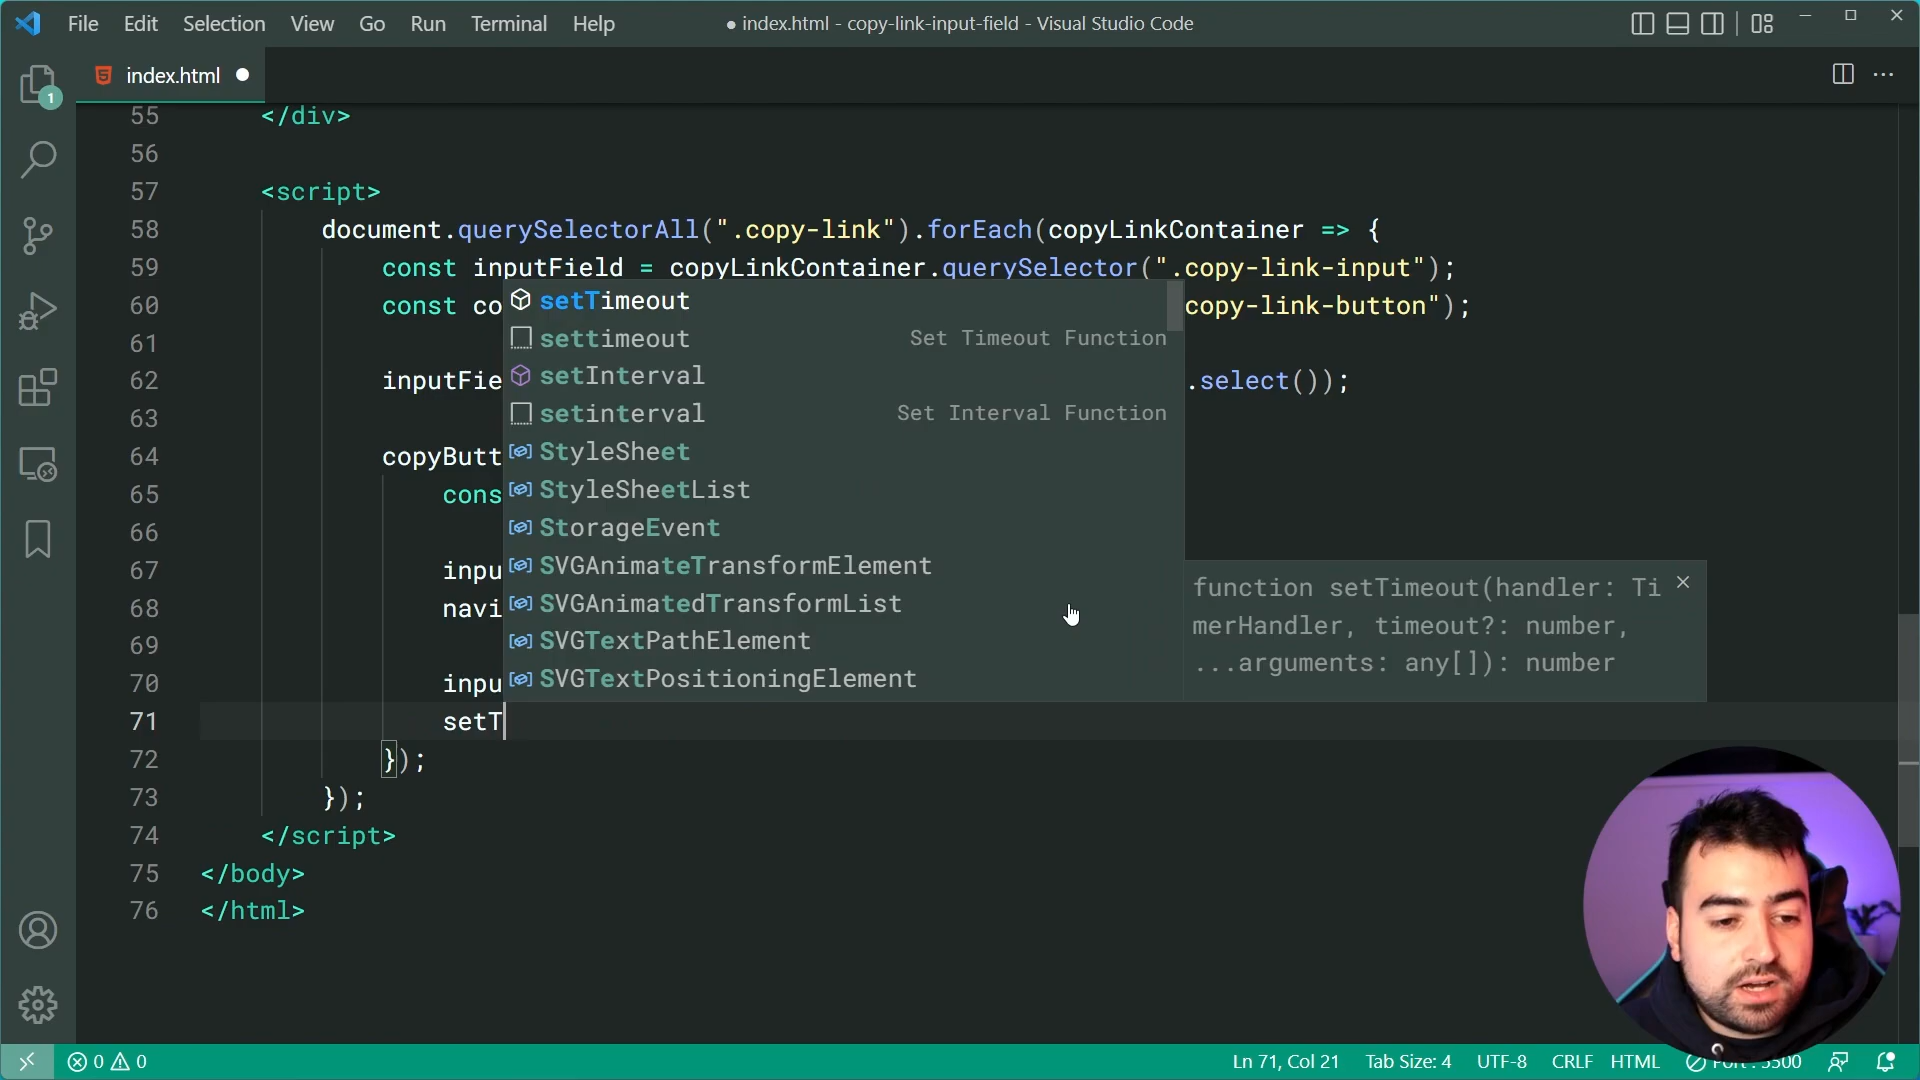 File Edit Selection View Go Run Terminal Help ● index.html - copy-link-input-field - Visual Studio Code
1
index.html
55 </div>
56
57 <script>
58 document.querySelectorAll(".copy-link").forEach(copyLinkContainer => {
59 const inputField = copyLinkContainer.querySelector(".copy-link-input");
60 const co copy-link-button");
61
62 inputFie .select());
63
64 copyButt
65 cons
66
67 inpu
68 navi
69
70 inpu
71 setT
72 });
73 });
74 </script>
75 </body>
76 </html>
setTimeout
settimeout Set Timeout Function
setInterval
setinterval Set Interval Function
StyleSheet
StyleSheetList
StorageEvent
SVGAnimateTransformElement
SVGAnimatedTransformList
SVGTextPathElement
SVGTextPositioningElement
function setTimeout(handler: Ti
merHandler, timeout?: number,
...arguments: any[]): number
0 0 Ln 71, Col 21 Tab Size: 4 UTF-8 CRLF HTML Port : 5500